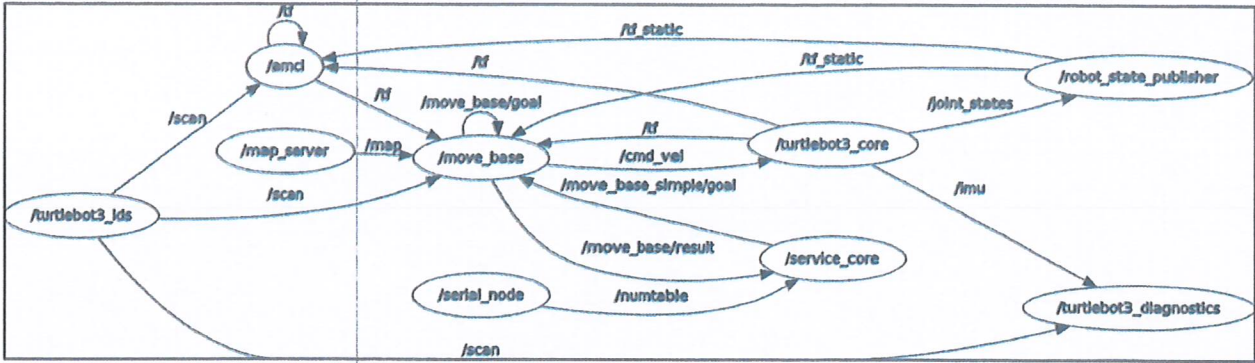 /tf
/tf_static
/amcl
/tf
/tf_static
/robot_state_publisher
/tf
/move_base/goal
/joint_states
/scan
/tf
/map_server
/map
/move_base
/cmd_vel
/turtlebot3_core
/move_base_simple/goal
/scan
/imu
/turtlebot3_lds
/move_base/result
/service_core
/serial_node
/numtable
/turtlebot3_diagnostics
/scan